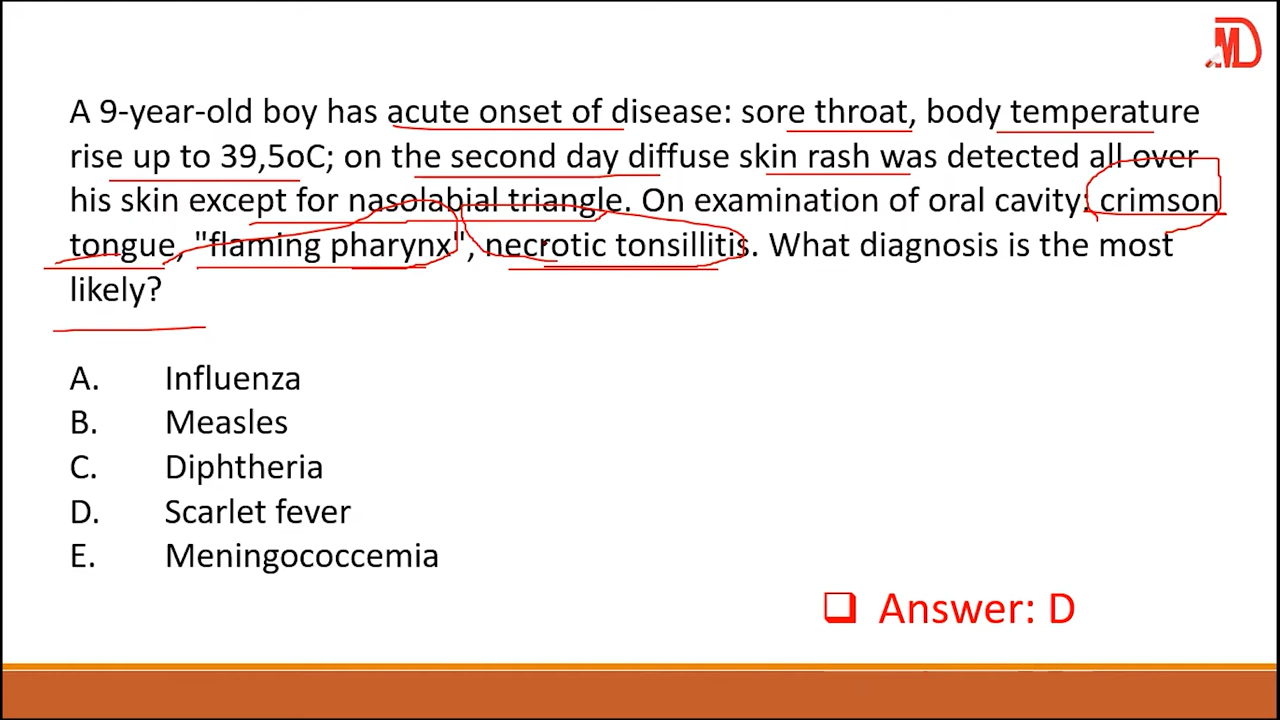 MD
A 9-year-old boy has acute onset of disease: sore throat, body temperature
rise up to 39,5oC; on the second day diffuse skin rash was detected all over
his skin except for nasolabial triangle. On examination of oral cavity: crimson
tongue, "flaming pharynx", necrotic tonsillitis. What diagnosis is the most
likely?
A. Influenza
B. Measles
C. Diphtheria
D. Scarlet fever
E. Meningococcemia
Answer: D